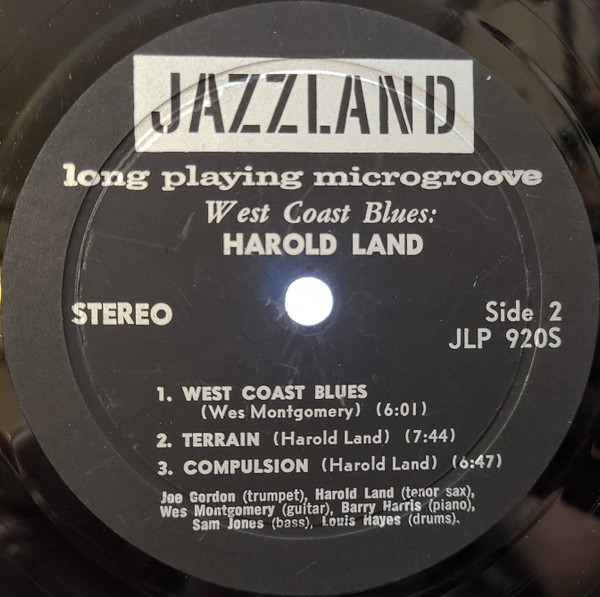 JAZZLAND
long playing microgroove
West Coast Blues:
HAROLD LAND
STEREO
Side 2
JLP 920S
1. WEST COAST BLUES
(Wes Montgomery) (6:01)
2. TERRAIN (Harold Land) (7:44)
3. COMPULSION (Harold Land) (6:47)
Joe Gordon (trumpet), Harold Land (tenor sax),
Wes Montgomery (guitar), Barry Harris (piano),
Sam Jones (bass), Louis Hayes (drums).